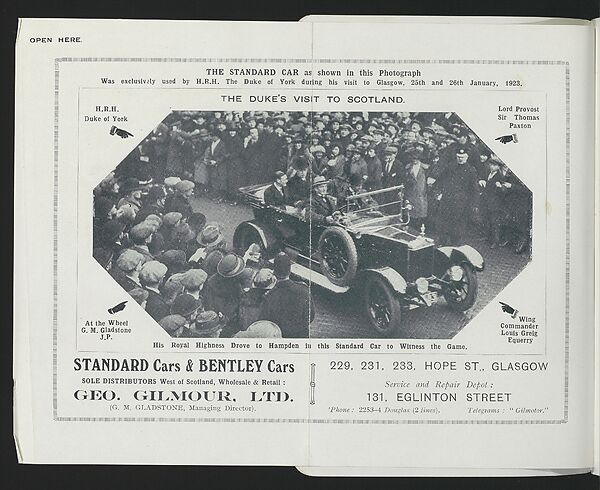 OPEN HERE.
THE STANDARD CAR as shown in this Photograph
Was exclusively used by H.R.H. The Duke of York during his visit to Glasgow, 25th and 26th January, 1923.
THE DUKE'S VISIT TO SCOTLAND.
H.R.H.
Duke of York
Lord Provost
Sir Thomas
Paxton
At the Wheel
G. M. Gladstone
J.P.
Wing
Commander
Louis Greig
Equerry
His Royal Highness Drove to Hampden in this Standard Car to Witness the Game.
STANDARD Cars & BENTLEY Cars
SOLE DISTRIBUTORS West of Scotland, Wholesale & Retail :
GEO. GILMOUR, LTD.
(G. M. GLADSTONE, Managing Director).
229, 231, 233, HOPE ST., GLASGOW
Service and Repair Depot :
131, EGLINTON STREET
'Phone : 2253-4 Douglas (2 lines). Telegrams : "Gilmotor."